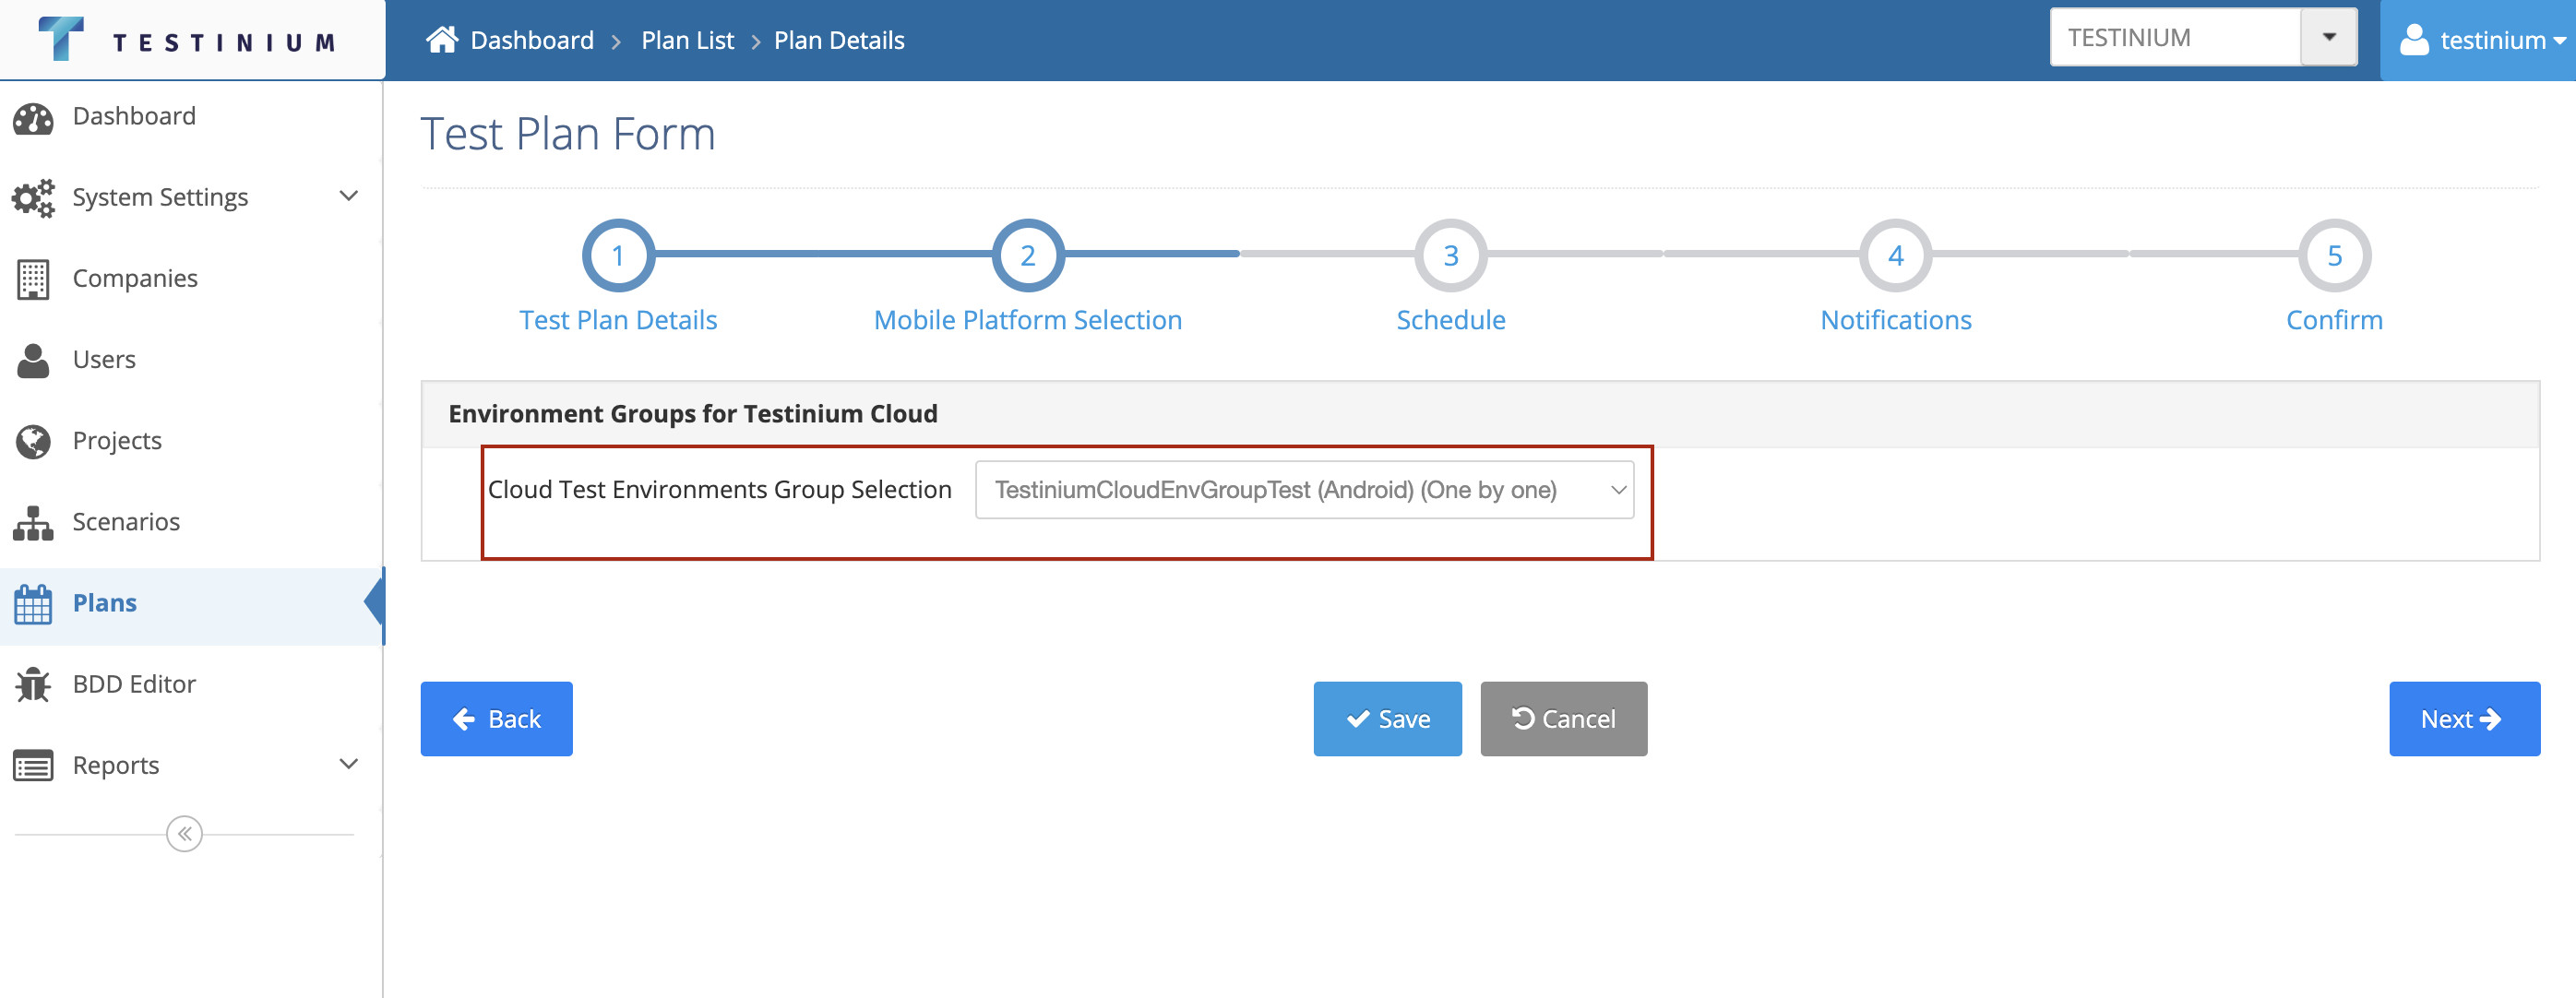 TESTINIUM
Dashboard > Plan List > Plan Details
TESTINIUM
testinium
Dashboard
System Settings
Companies
Users
Projects
Scenarios
Plans
BDD Editor
Reports
Test Plan Form
1
2
3
4
5
Test Plan Details
Mobile Platform Selection
Schedule
Notifications
Confirm
Environment Groups for Testinium Cloud
Cloud Test Environments Group Selection
TestiniumCloudEnvGroupTest (Android) (One by one)
Back
Save
Cancel
Next